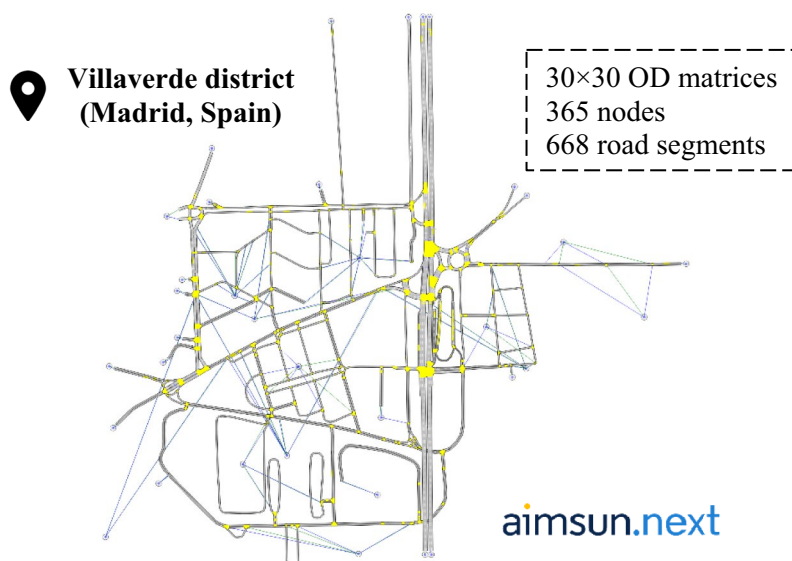 Villaverde district
(Madrid, Spain)
30×30 OD matrices
365 nodes
668 road segments
aimsun.next